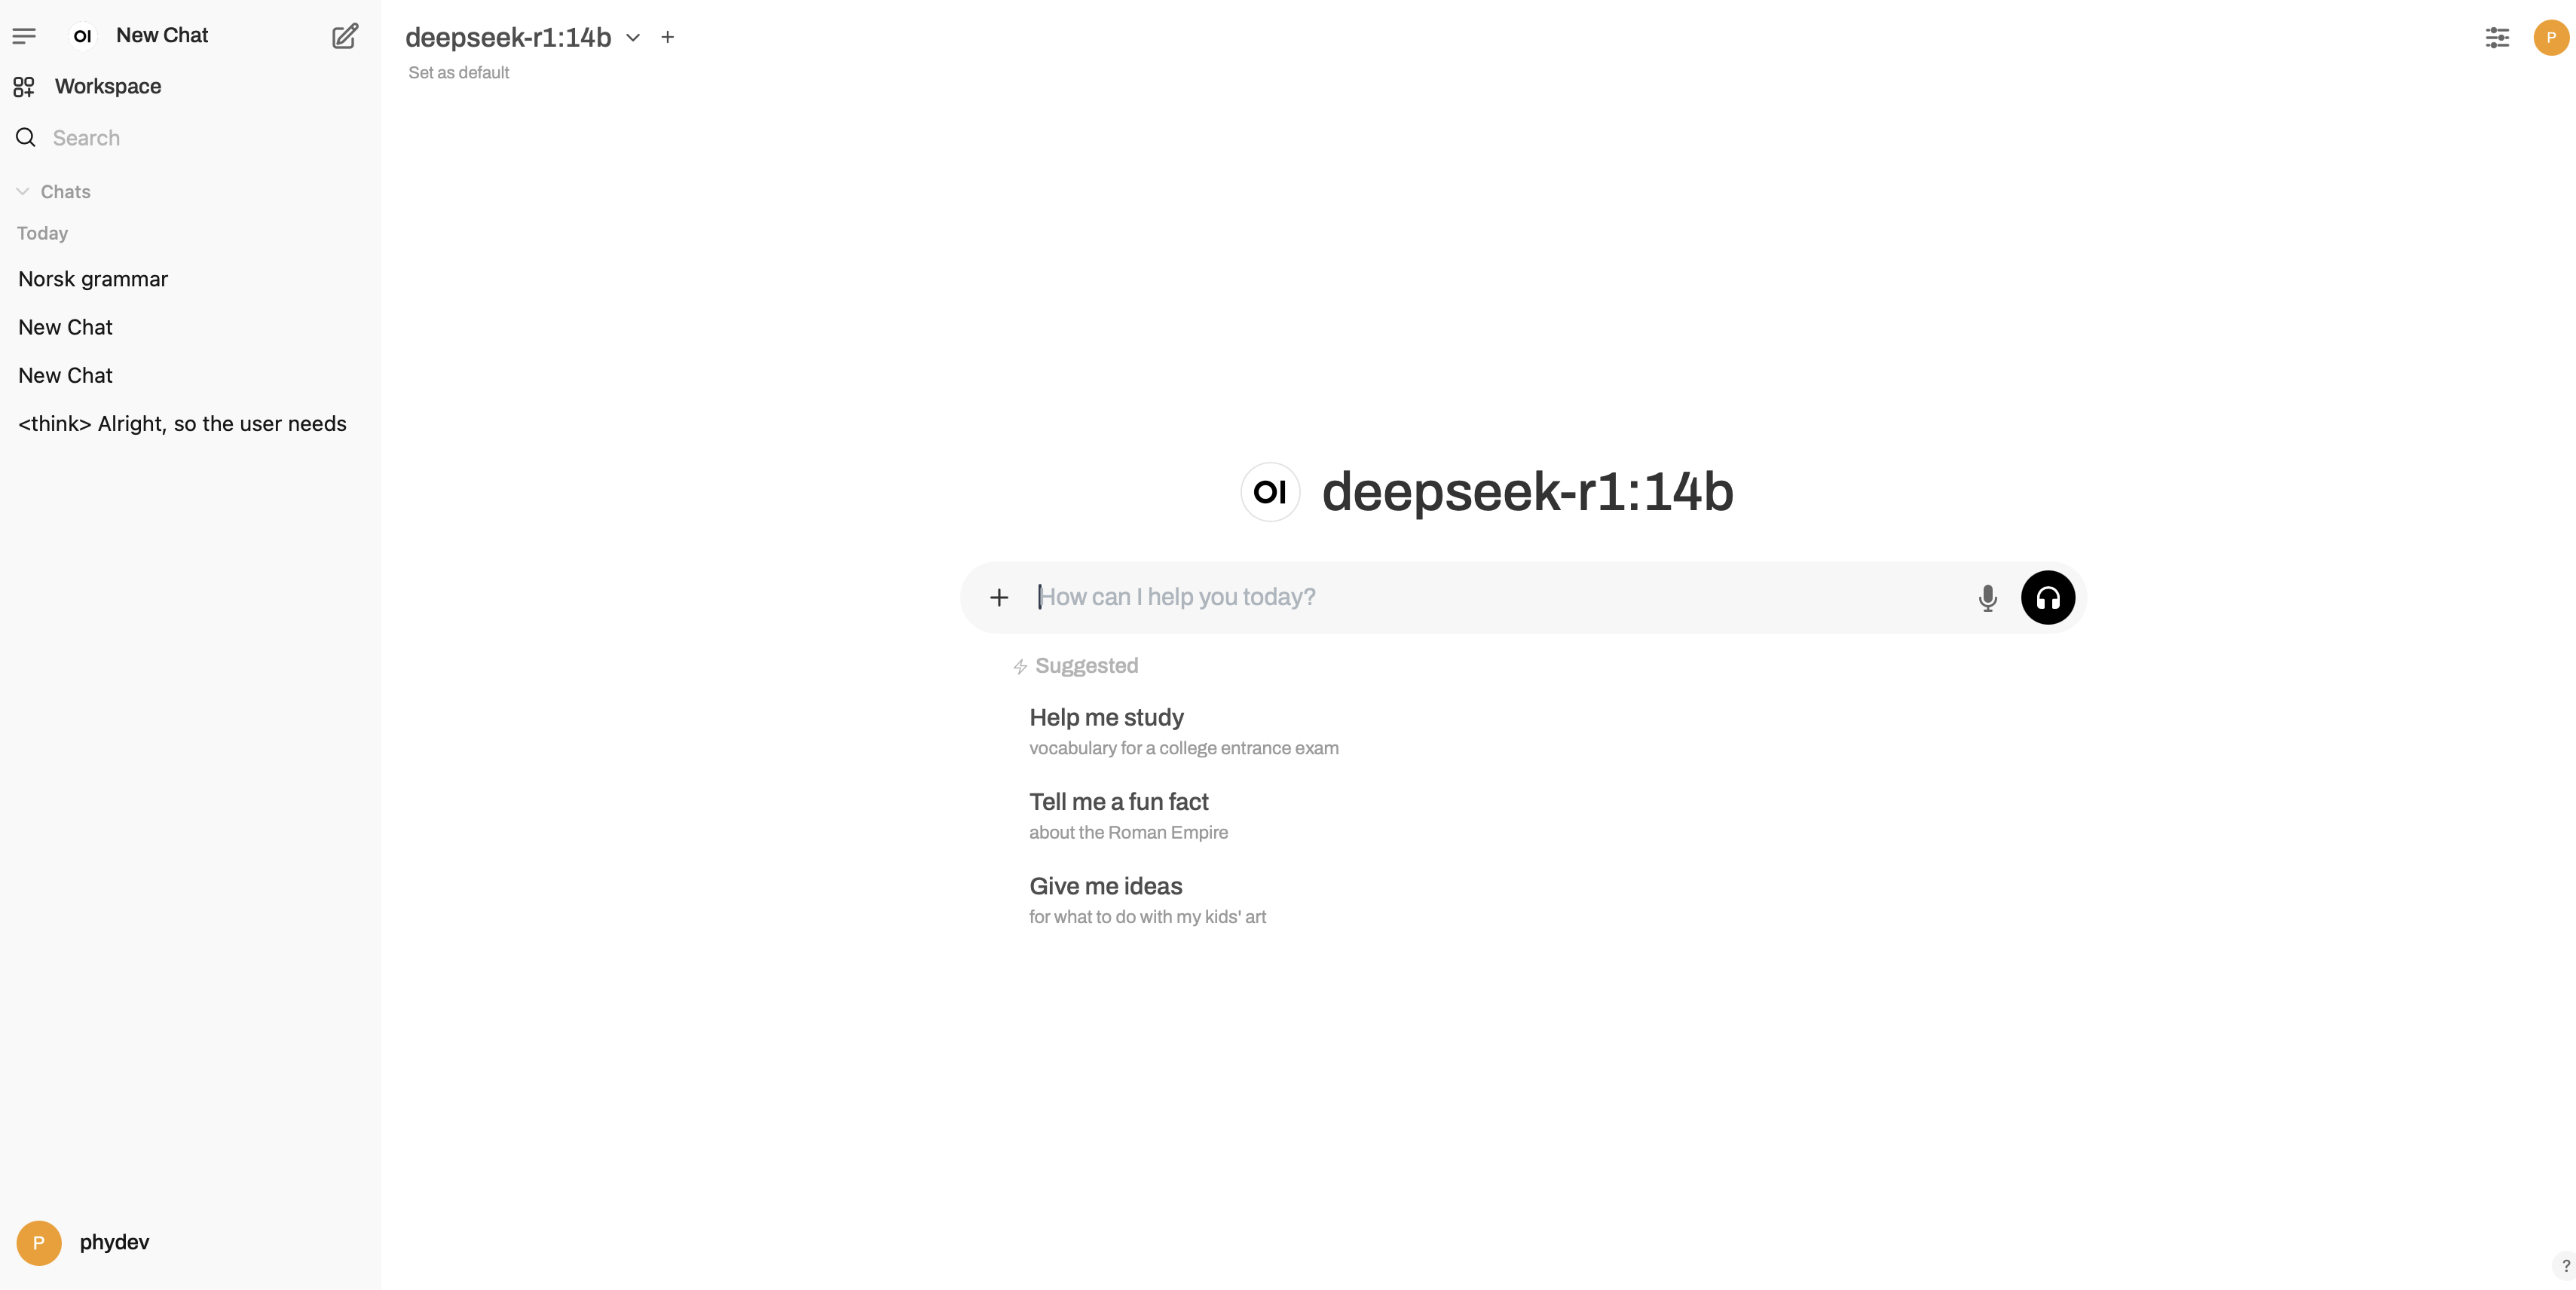 OI New Chat
Workspace
Search
Chats
Today
Norsk grammar
New Chat
New Chat
<think> Alright, so the user needs
P phydev
deepseek-r1:14b
Set as default
P
OI deepseek-r1:14b
How can I help you today?
Suggested
Help me study
vocabulary for a college entrance exam
Tell me a fun fact
about the Roman Empire
Give me ideas
for what to do with my kids' art
?